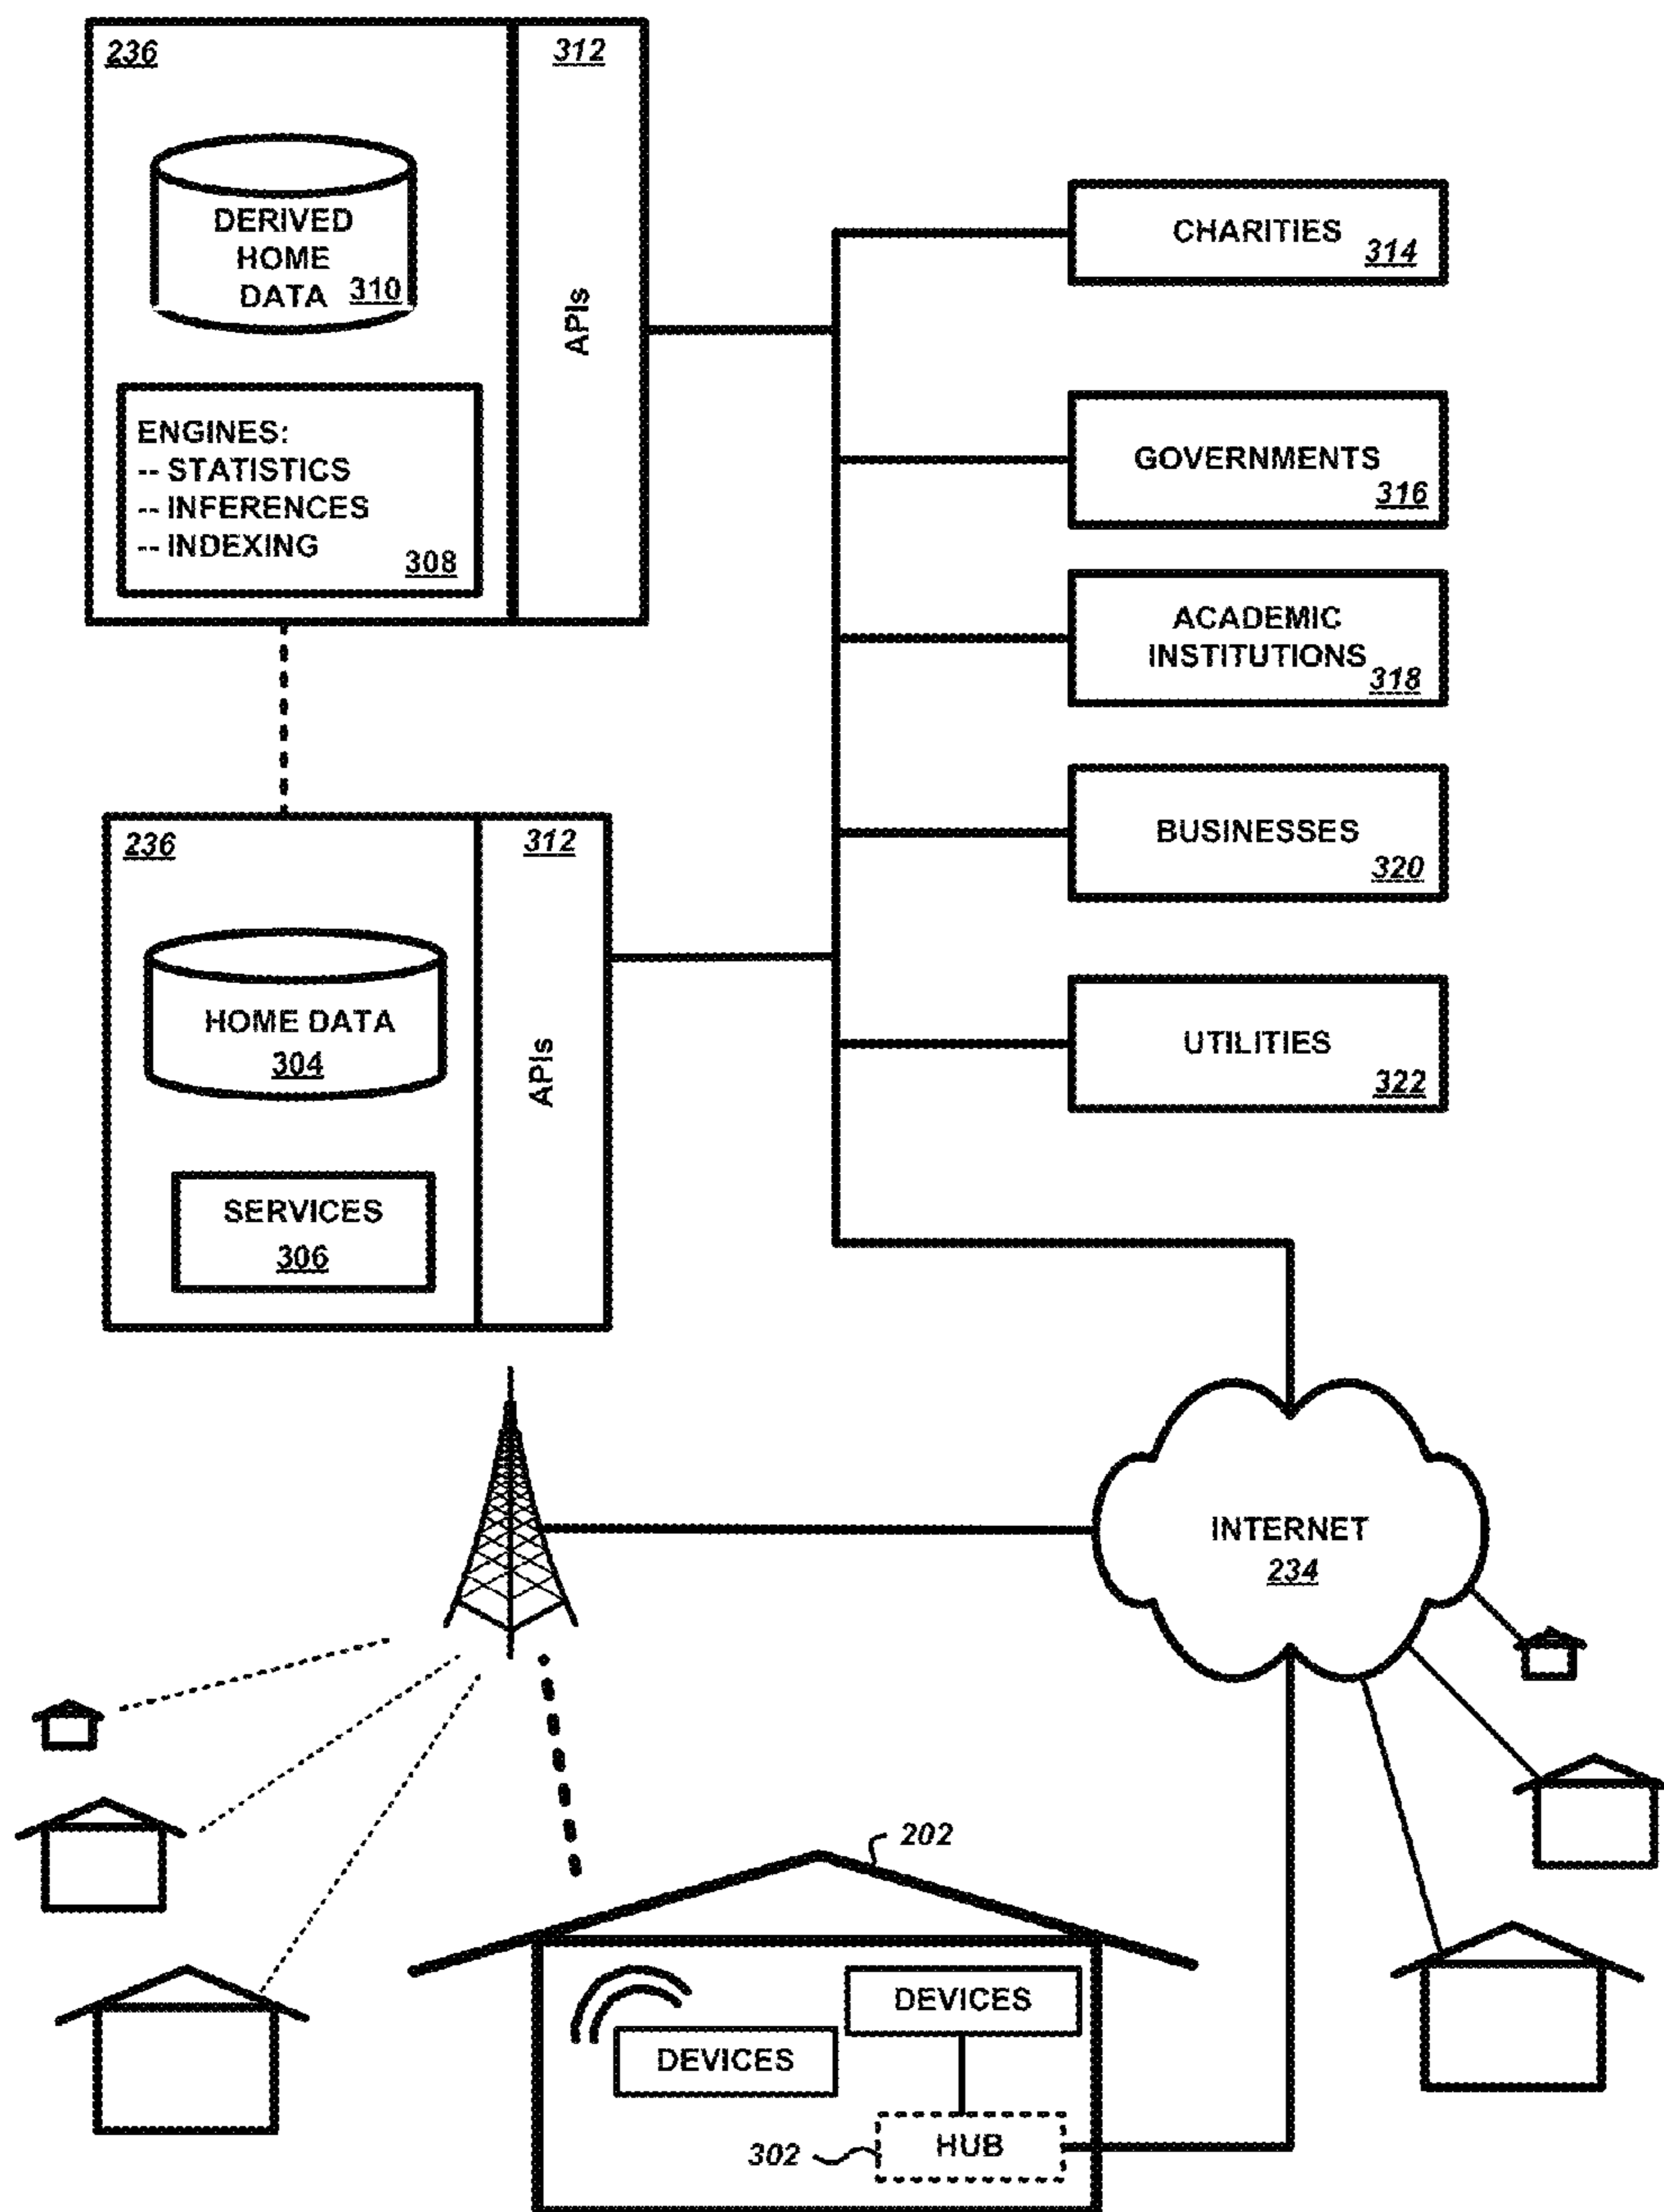 236
312
DERIVED
HOME
DATA 310
APIs
ENGINES:
-- STATISTICS
-- INFERENCES
-- INDEXING
308
CHARITIES
314
GOVERNMENTS
316
ACADEMIC
INSTITUTIONS
318
BUSINESSES
320
UTILITIES
322
236
312
HOME DATA
304
APIs
SERVICES
306
INTERNET
234
202
DEVICES
DEVICES
302
HUB